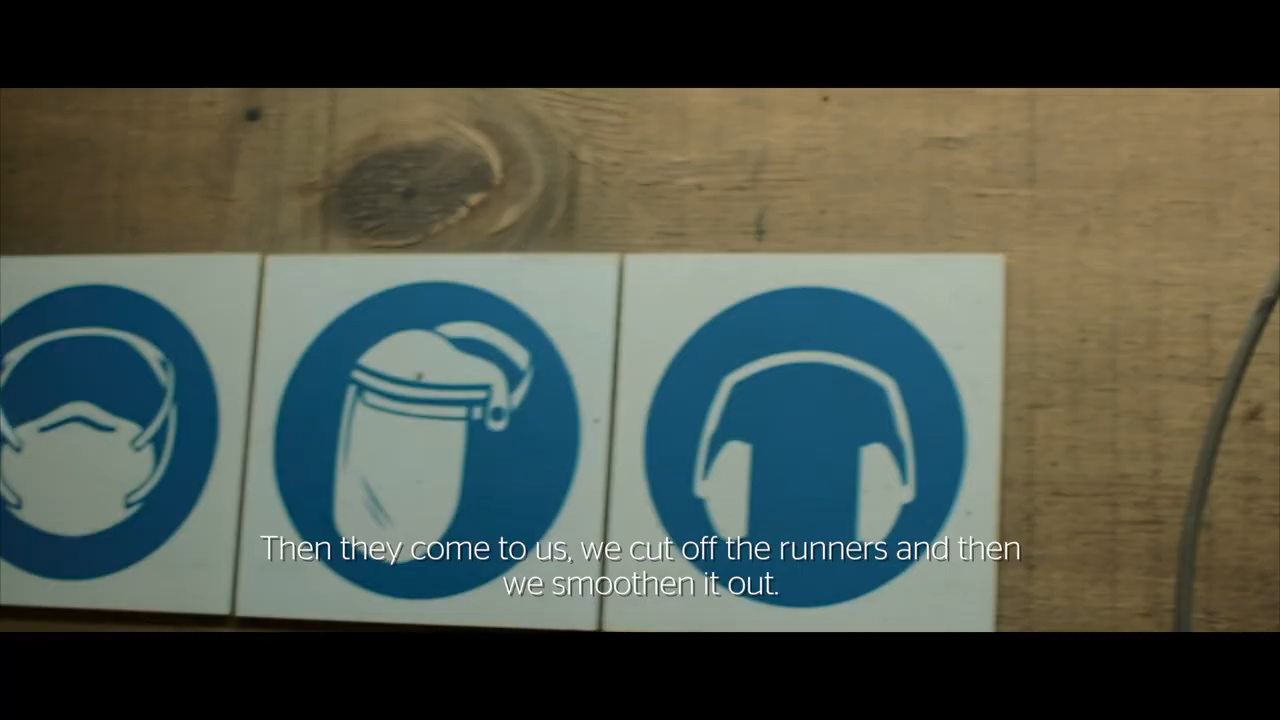 Then they come to us, we cut off the runners and then
we smoothen it out.